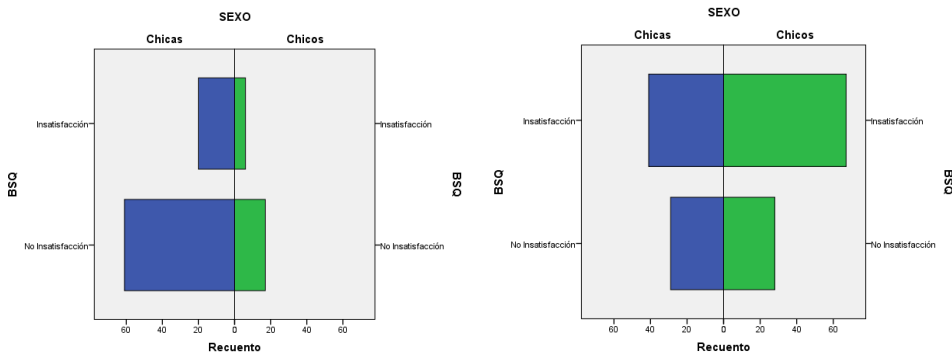 SEXO
Chicas Chicos
Insatisfacción Insatisfacción
BSQ BSQ
No Insatisfacción No Insatisfacción
60 40 20 0 20 40 60
Recuento
SEXO
Chicas Chicos
Insatisfacción Insatisfacción
BSQ BSQ
No Insatisfacción No Insatisfacción
60 40 20 0 20 40 60
Recuento